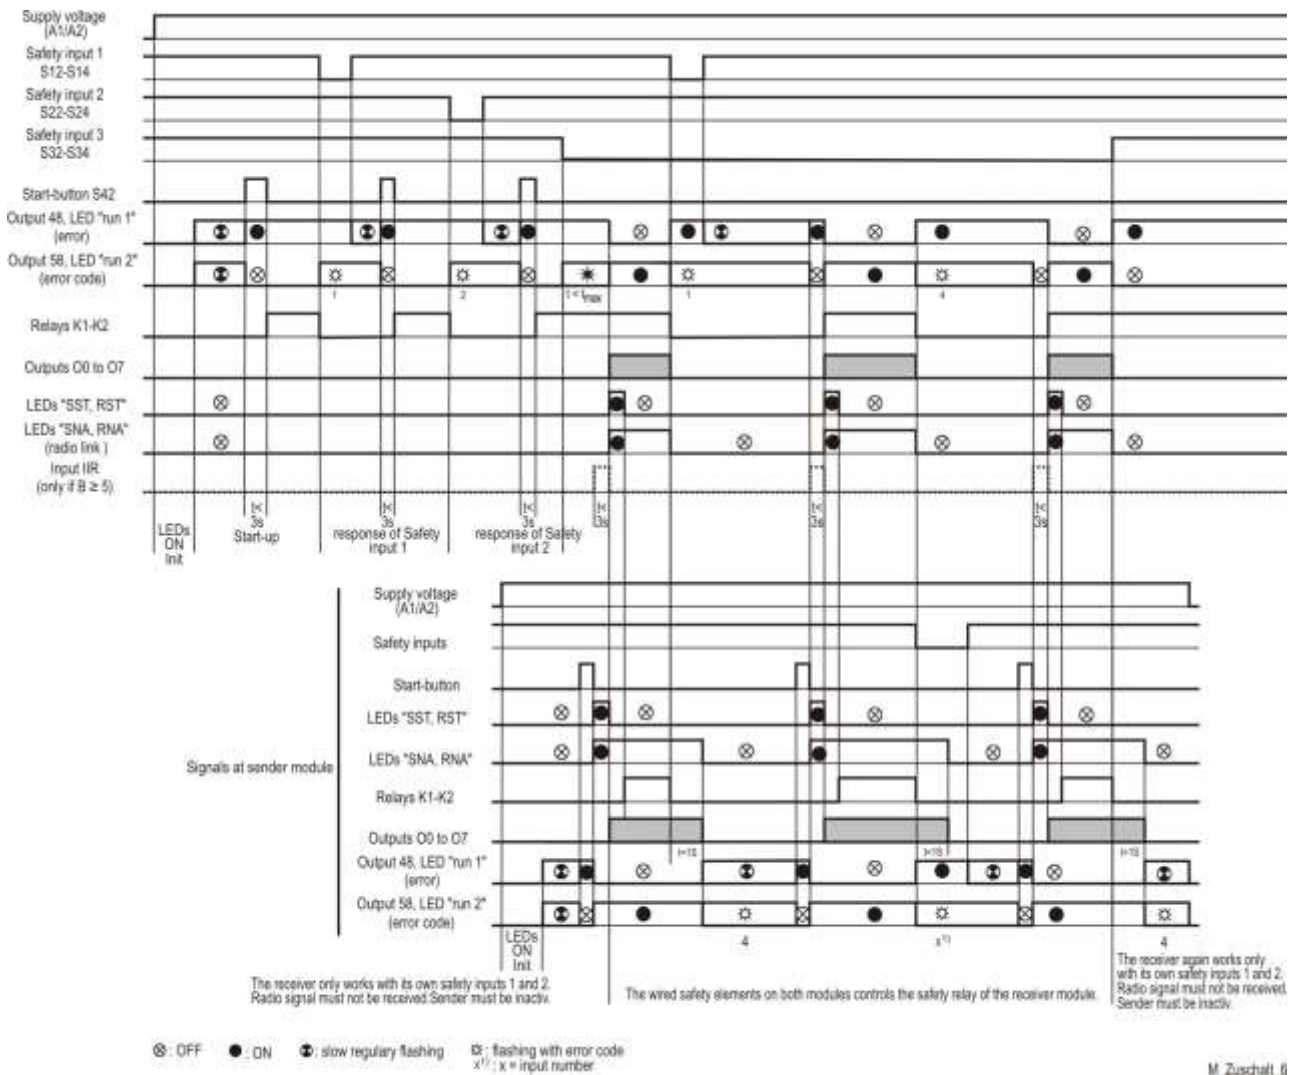 Supply voltage
(A1/A2)
Safety input 1
S12-S14
Safety input 2
S22-S24
Safety input 3
S32-S34
Start-button S42
Output 48, LED "run 1"
(error)
Output 58, LED "run 2"
(error code)
1
2
t < tmax
1
4
Relays K1-K2
Outputs O0 to O7
LEDs "SST, RST"
LEDs "SNA, RNA"
(radio link )
Input IIR
(only if B ≥ 5)
t<
3s
t<
3s
t<
3s
t<
3s
t<
3s
t<
3s
LEDs
ON
Init
Start-up
response of Safety
input 1
response of Safety
input 2
Signals at sender module
Supply voltage
(A1/A2)
Safety inputs
Start-button
LEDs "SST, RST"
LEDs "SNA, RNA"
Relays K1-K2
Outputs O0 to O7
t=1s
t=1s
t=1s
Output 48, LED "run 1"
(error)
Output 58, LED "run 2"
(error code)
LEDs
ON
Init
4
x1)
4
The receiver only works with its own safety inputs 1 and 2.
Radio signal must not be received.Sender must be inactiv.
The wired safety elements on both modules controls the safety relay of the receiver module.
The receiver again works only
with its own safety inputs 1 and 2.
Radio signal must not be received.
Sender must be inactiv.
: OFF
: ON
: slow regulary flashing
: flashing with error code
x1) : x = input number
M_Zuschalt_6